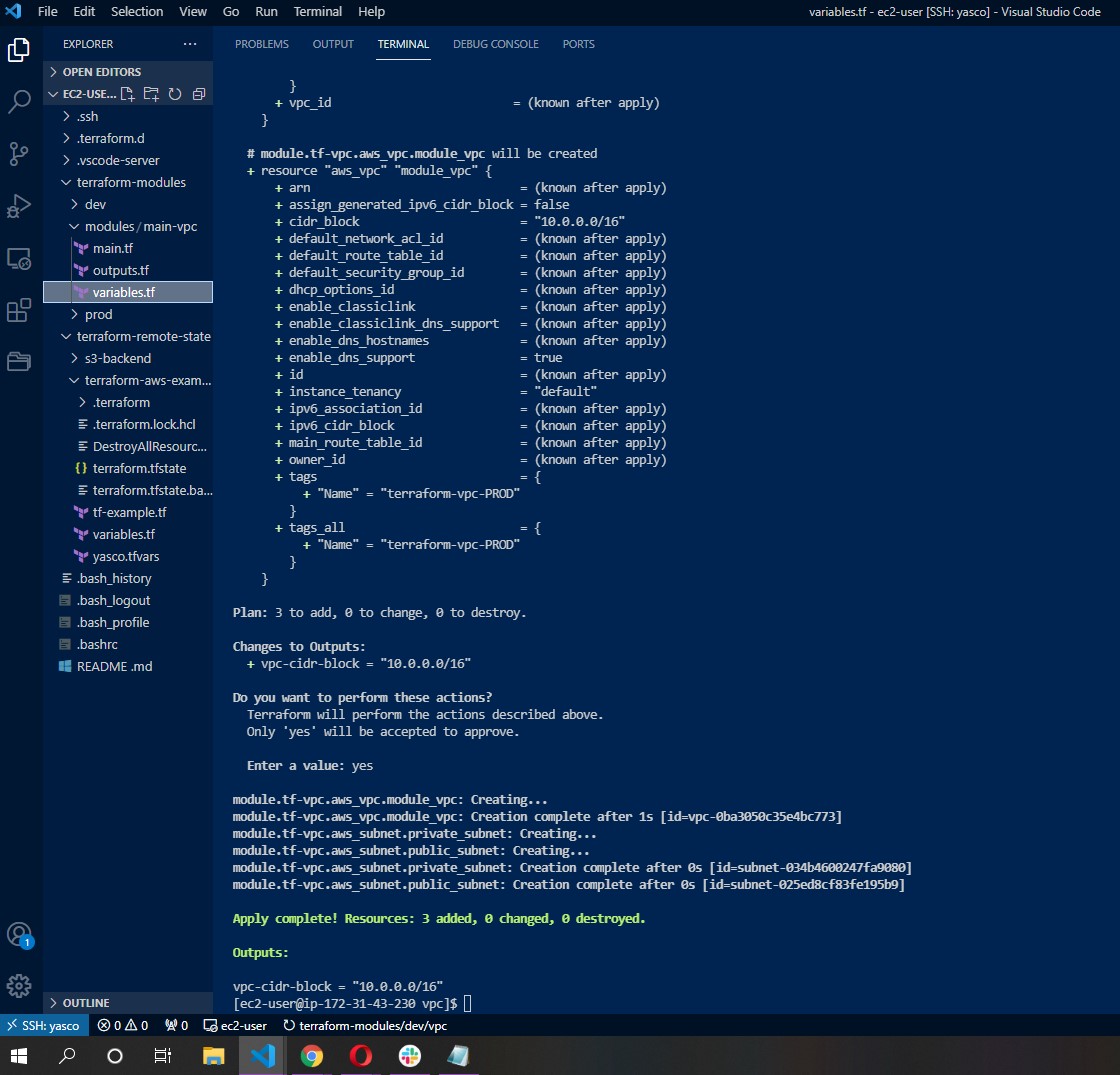 File Edit Selection View Go Run Terminal Help
variables.tf - ec2-user [SSH: yasco] - Visual Studio Code
EXPLORER ···
OPEN EDITORS
EC2-USE...
.ssh
.terraform.d
.vscode-server
terraform-modules
dev
modules / main-vpc
main.tf
outputs.tf
variables.tf
prod
terraform-remote-state
s3-backend
terraform-aws-exam...
.terraform
.terraform.lock.hcl
DestroyAllResourc...
{} terraform.tfstate
terraform.tfstate.ba...
tf-example.tf
variables.tf
yasco.tfvars
.bash_history
.bash_logout
.bash_profile
.bashrc
README .md
OUTLINE
1
PROBLEMS OUTPUT TERMINAL DEBUG CONSOLE PORTS
}
+ vpc_id = (known after apply)
}
# module.tf-vpc.aws_vpc.module_vpc will be created
+ resource "aws_vpc" "module_vpc" {
+ arn = (known after apply)
+ assign_generated_ipv6_cidr_block = false
+ cidr_block = "10.0.0.0/16"
+ default_network_acl_id = (known after apply)
+ default_route_table_id = (known after apply)
+ default_security_group_id = (known after apply)
+ dhcp_options_id = (known after apply)
+ enable_classiclink = (known after apply)
+ enable_classiclink_dns_support = (known after apply)
+ enable_dns_hostnames = (known after apply)
+ enable_dns_support = true
+ id = (known after apply)
+ instance_tenancy = "default"
+ ipv6_association_id = (known after apply)
+ ipv6_cidr_block = (known after apply)
+ main_route_table_id = (known after apply)
+ owner_id = (known after apply)
+ tags = {
+ "Name" = "terraform-vpc-PROD"
}
+ tags_all = {
+ "Name" = "terraform-vpc-PROD"
}
}
Plan: 3 to add, 0 to change, 0 to destroy.
Changes to Outputs:
+ vpc-cidr-block = "10.0.0.0/16"
Do you want to perform these actions?
Terraform will perform the actions described above.
Only 'yes' will be accepted to approve.
Enter a value: yes
module.tf-vpc.aws_vpc.module_vpc: Creating...
module.tf-vpc.aws_vpc.module_vpc: Creation complete after 1s [id=vpc-0ba3050c35e4bc773]
module.tf-vpc.aws_subnet.private_subnet: Creating...
module.tf-vpc.aws_subnet.public_subnet: Creating...
module.tf-vpc.aws_subnet.private_subnet: Creation complete after 0s [id=subnet-034b4600247fa9080]
module.tf-vpc.aws_subnet.public_subnet: Creation complete after 0s [id=subnet-025ed8cf83fe195b9]
Apply complete! Resources: 3 added, 0 changed, 0 destroyed.
Outputs:
vpc-cidr-block = "10.0.0.0/16"
[ec2-user@ip-172-31-43-230 vpc]$
SSH: yasco 0 0 0 ec2-user terraform-modules/dev/vpc